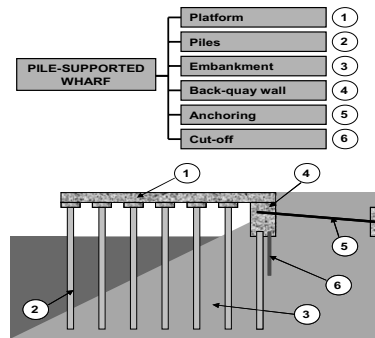 Platform 1
Piles 2
PILE-SUPPORTED
WHARF
Embankment 3
Back-quay wall 4
Anchoring 5
Cut-off 6
1
4
5
6
2
3